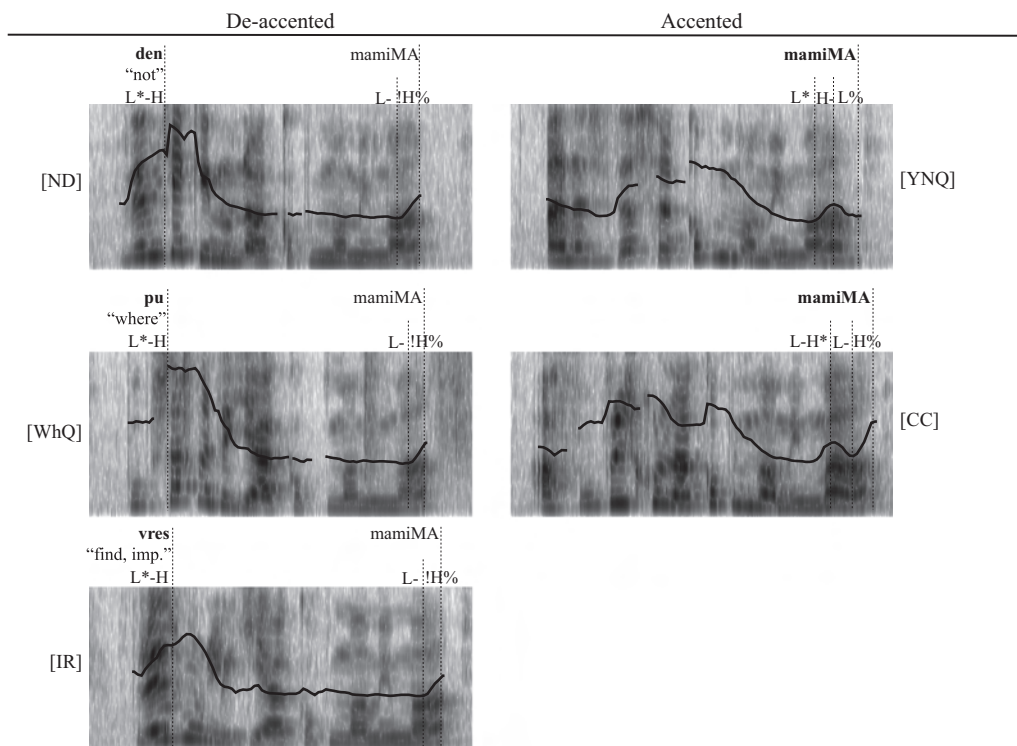 De-accented Accented
den mamiMA mamiMA
“not”
L*-H L- !H% L* H- L%
[ND] [YNQ]
pu mamiMA mamiMA
“where”
L*-H L- !H% L-H* L- H%
[WhQ] [CC]
vres mamiMA
“find, imp.”
L*-H L- !H%
[IR]